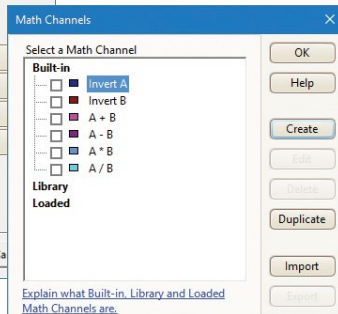 Math Channels
Select a Math Channel
Built-in
Invert A
Invert B
A + B
A - B
A * B
A / B
Library
Loaded
Explain what Built-in, Library and Loaded
Math Channels are.
OK
Help
Create
Edit
Delete
Duplicate
Import
Export